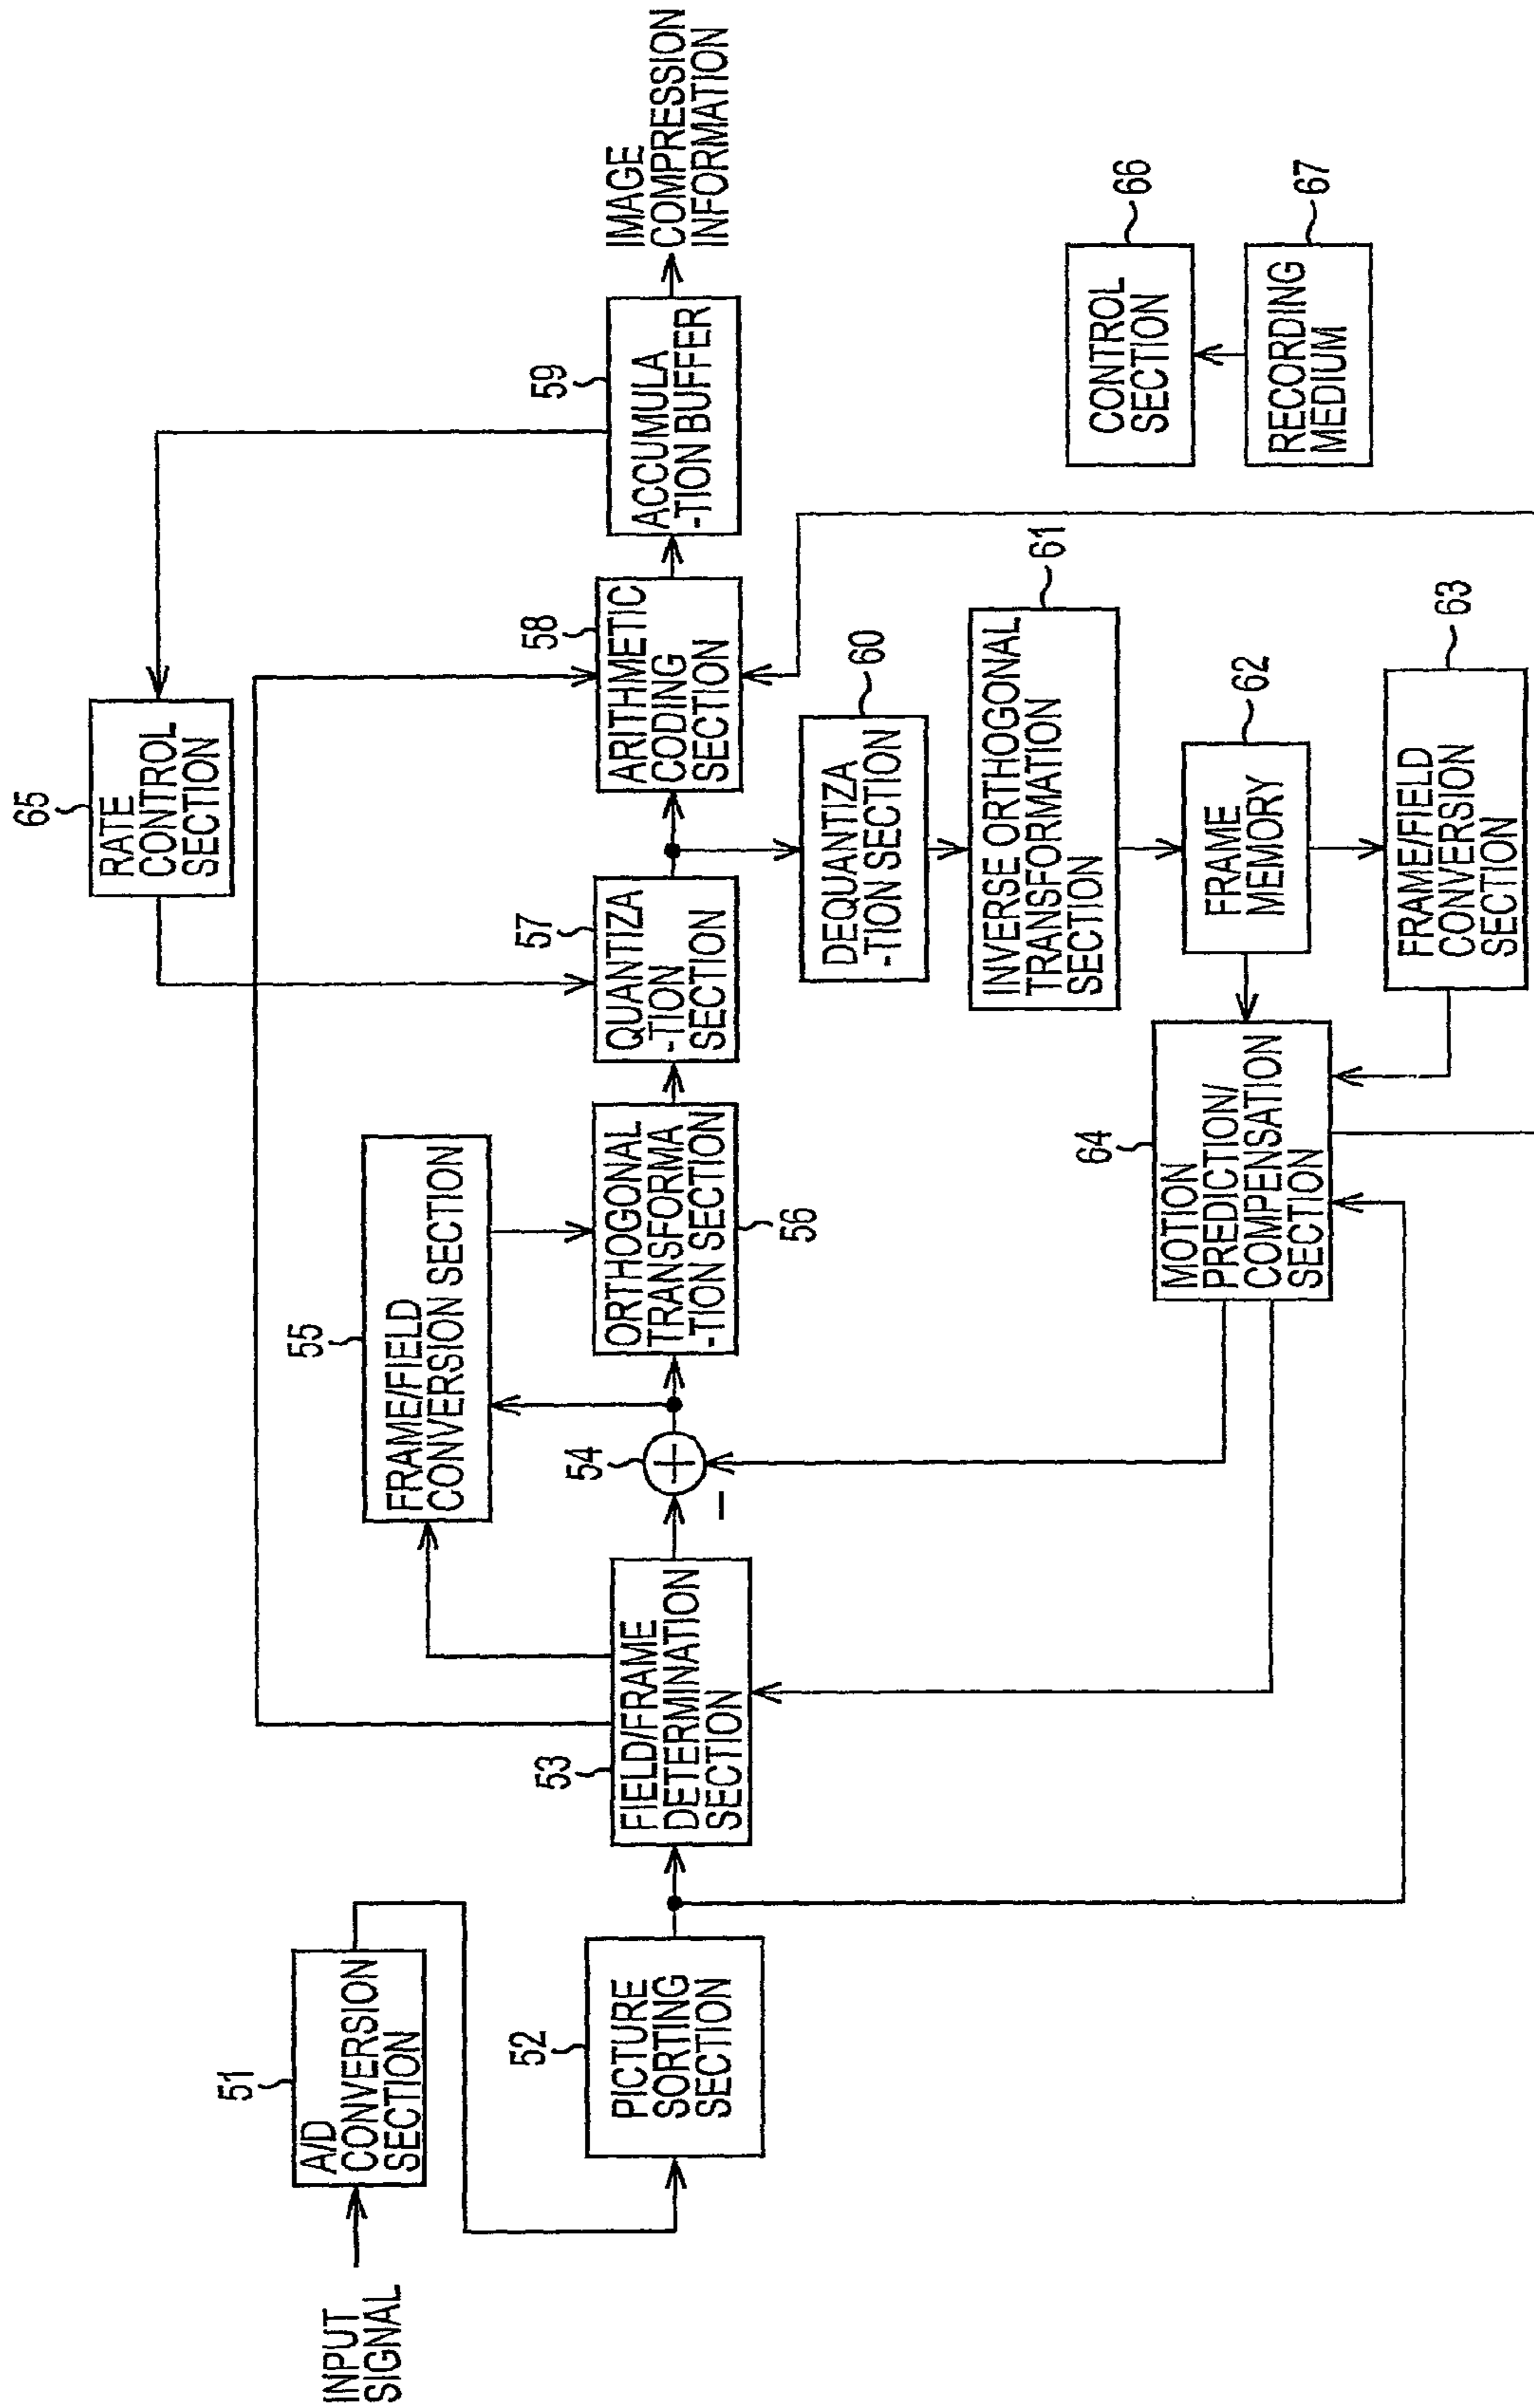 INPUT
SIGNAL
51
A/D
CONVERSION
SECTION
52
PICTURE
SORTING
SECTION
53
FIELD/FRAME
DETERMINATION
SECTION
54
+
−
55
FRAME/FIELD
CONVERSION SECTION
ORTHOGONAL
TRANSFORMA
-TION SECTION
56
57
QUANTIZA
-TION
SECTION
65
RATE
CONTROL
SECTION
58
ARITHMETIC
CODING
SECTION
59
ACCUMULA
-TION BUFFER
IMAGE
COMPRESSION
INFORMATION
60
DEQUANTIZA
-TION SECTION
61
INVERSE ORTHOGONAL
TRANSFORMATION
SECTION
62
FRAME
MEMORY
63
FRAME/FIELD
CONVERSION
SECTION
64
MOTION
PREDICTION/
COMPENSATION
SECTION
66
CONTROL
SECTION
67
RECORDING
MEDIUM